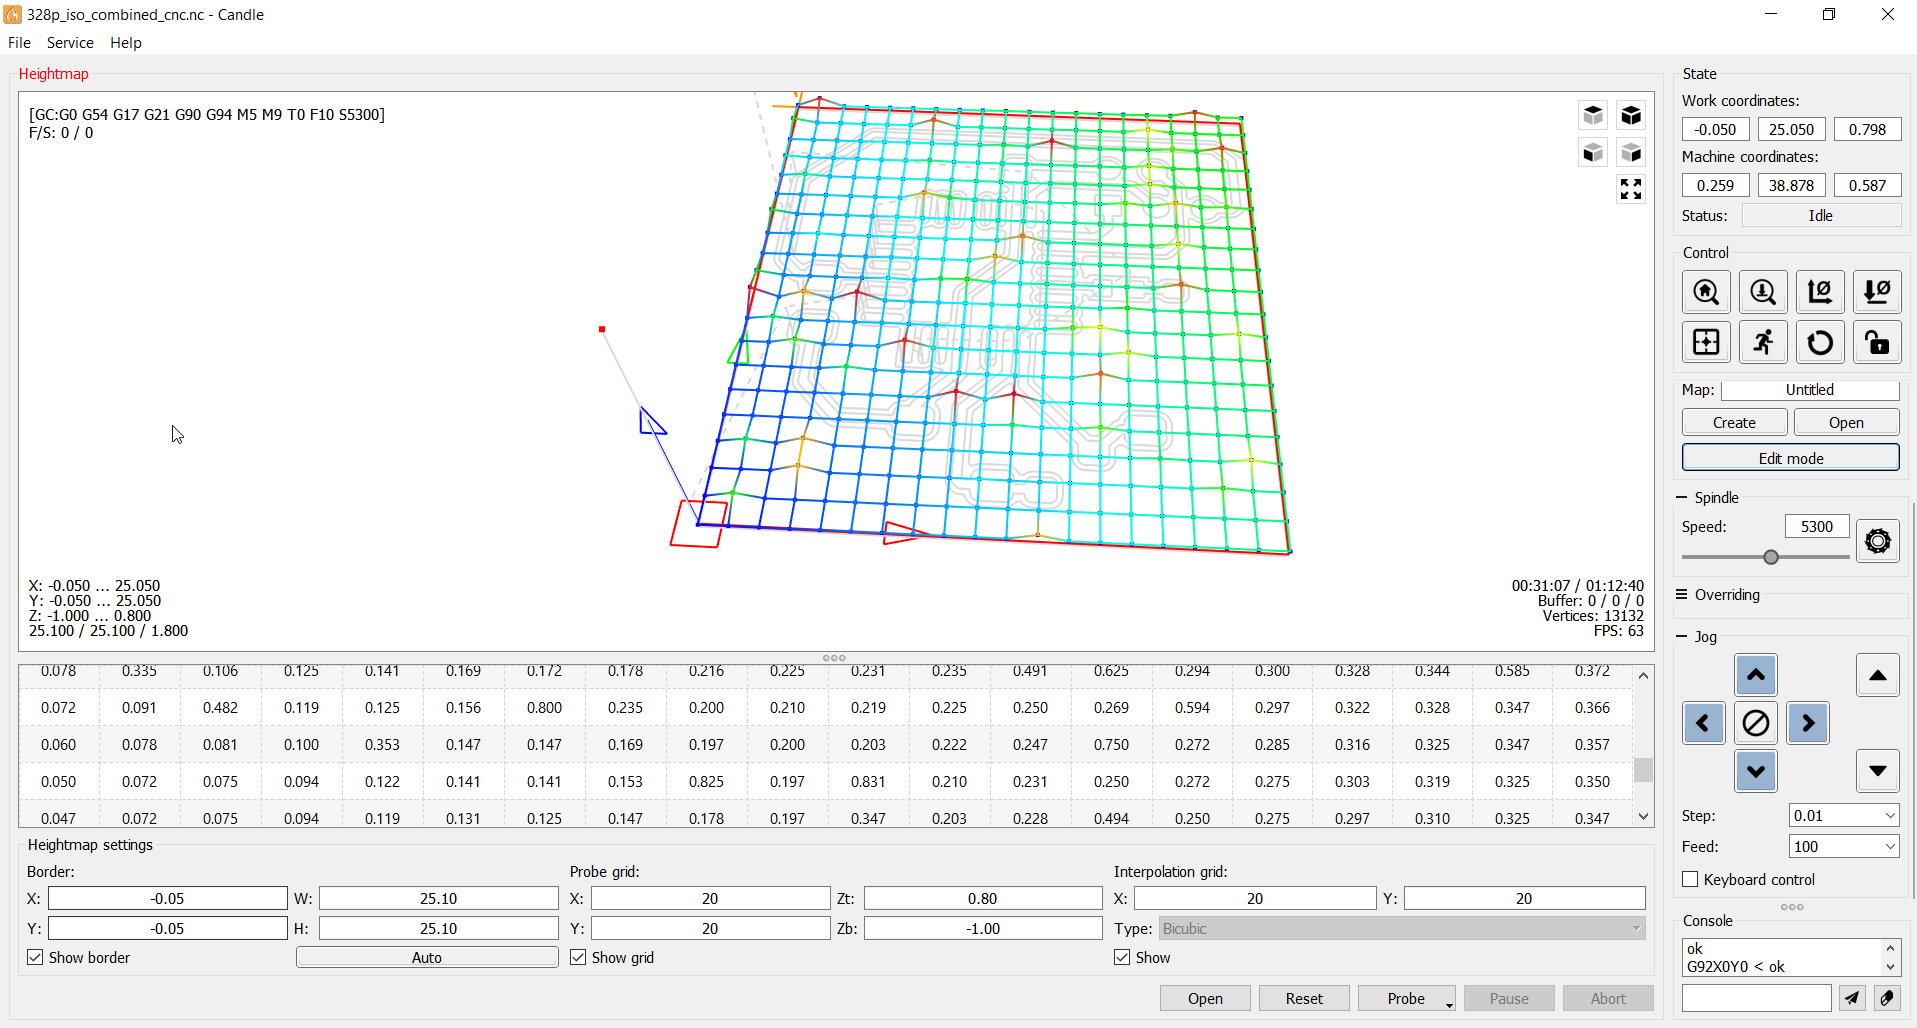 328p_iso_combined_cnc.nc - Candle
File Service Help
Heightmap
[GC:G0 G54 G17 G21 G90 G94 M5 M9 T0 F10 S5300]
F/S: 0 / 0
X: -0.050 ... 25.050
Y: -0.050 ... 25.050
Z: -1.000 ... 0.800
25.100 / 25.100 / 1.800
00:31:07 / 01:12:40
Buffer: 0 / 0 / 0
Vertices: 13132
FPS: 63
0.078 0.335 0.106 0.125 0.141 0.169 0.172 0.178 0.216 0.225 0.231 0.235 0.491 0.625 0.294 0.300 0.328 0.344 0.585 0.372
0.072 0.091 0.482 0.119 0.125 0.156 0.800 0.235 0.200 0.210 0.219 0.225 0.250 0.269 0.594 0.297 0.322 0.328 0.347 0.366
0.060 0.078 0.081 0.100 0.353 0.147 0.147 0.169 0.197 0.200 0.203 0.222 0.247 0.750 0.272 0.285 0.316 0.325 0.347 0.357
0.050 0.072 0.075 0.094 0.122 0.141 0.141 0.153 0.825 0.197 0.831 0.210 0.231 0.250 0.272 0.275 0.303 0.319 0.325 0.350
0.047 0.072 0.075 0.094 0.119 0.131 0.125 0.147 0.178 0.197 0.347 0.203 0.228 0.494 0.250 0.275 0.297 0.310 0.325 0.347
Heightmap settings
Border: Probe grid: Interpolation grid:
X: -0.05 W: 25.10 X: 20 Zt: 0.80 X: 20 Y: 20
Y: -0.05 H: 25.10 Y: 20 Zb: -1.00 Type: Bicubic
Show border Auto Show grid Show
Open Reset Probe Pause Abort
State
Work coordinates:
-0.050 25.050 0.798
Machine coordinates:
0.259 38.878 0.587
Status: Idle
Control
Map: Untitled
Create Open
Edit mode
Spindle
Speed: 5300
Overriding
Jog
Step: 0.01
Feed: 100
Keyboard control
Console
ok
G92X0Y0 < ok